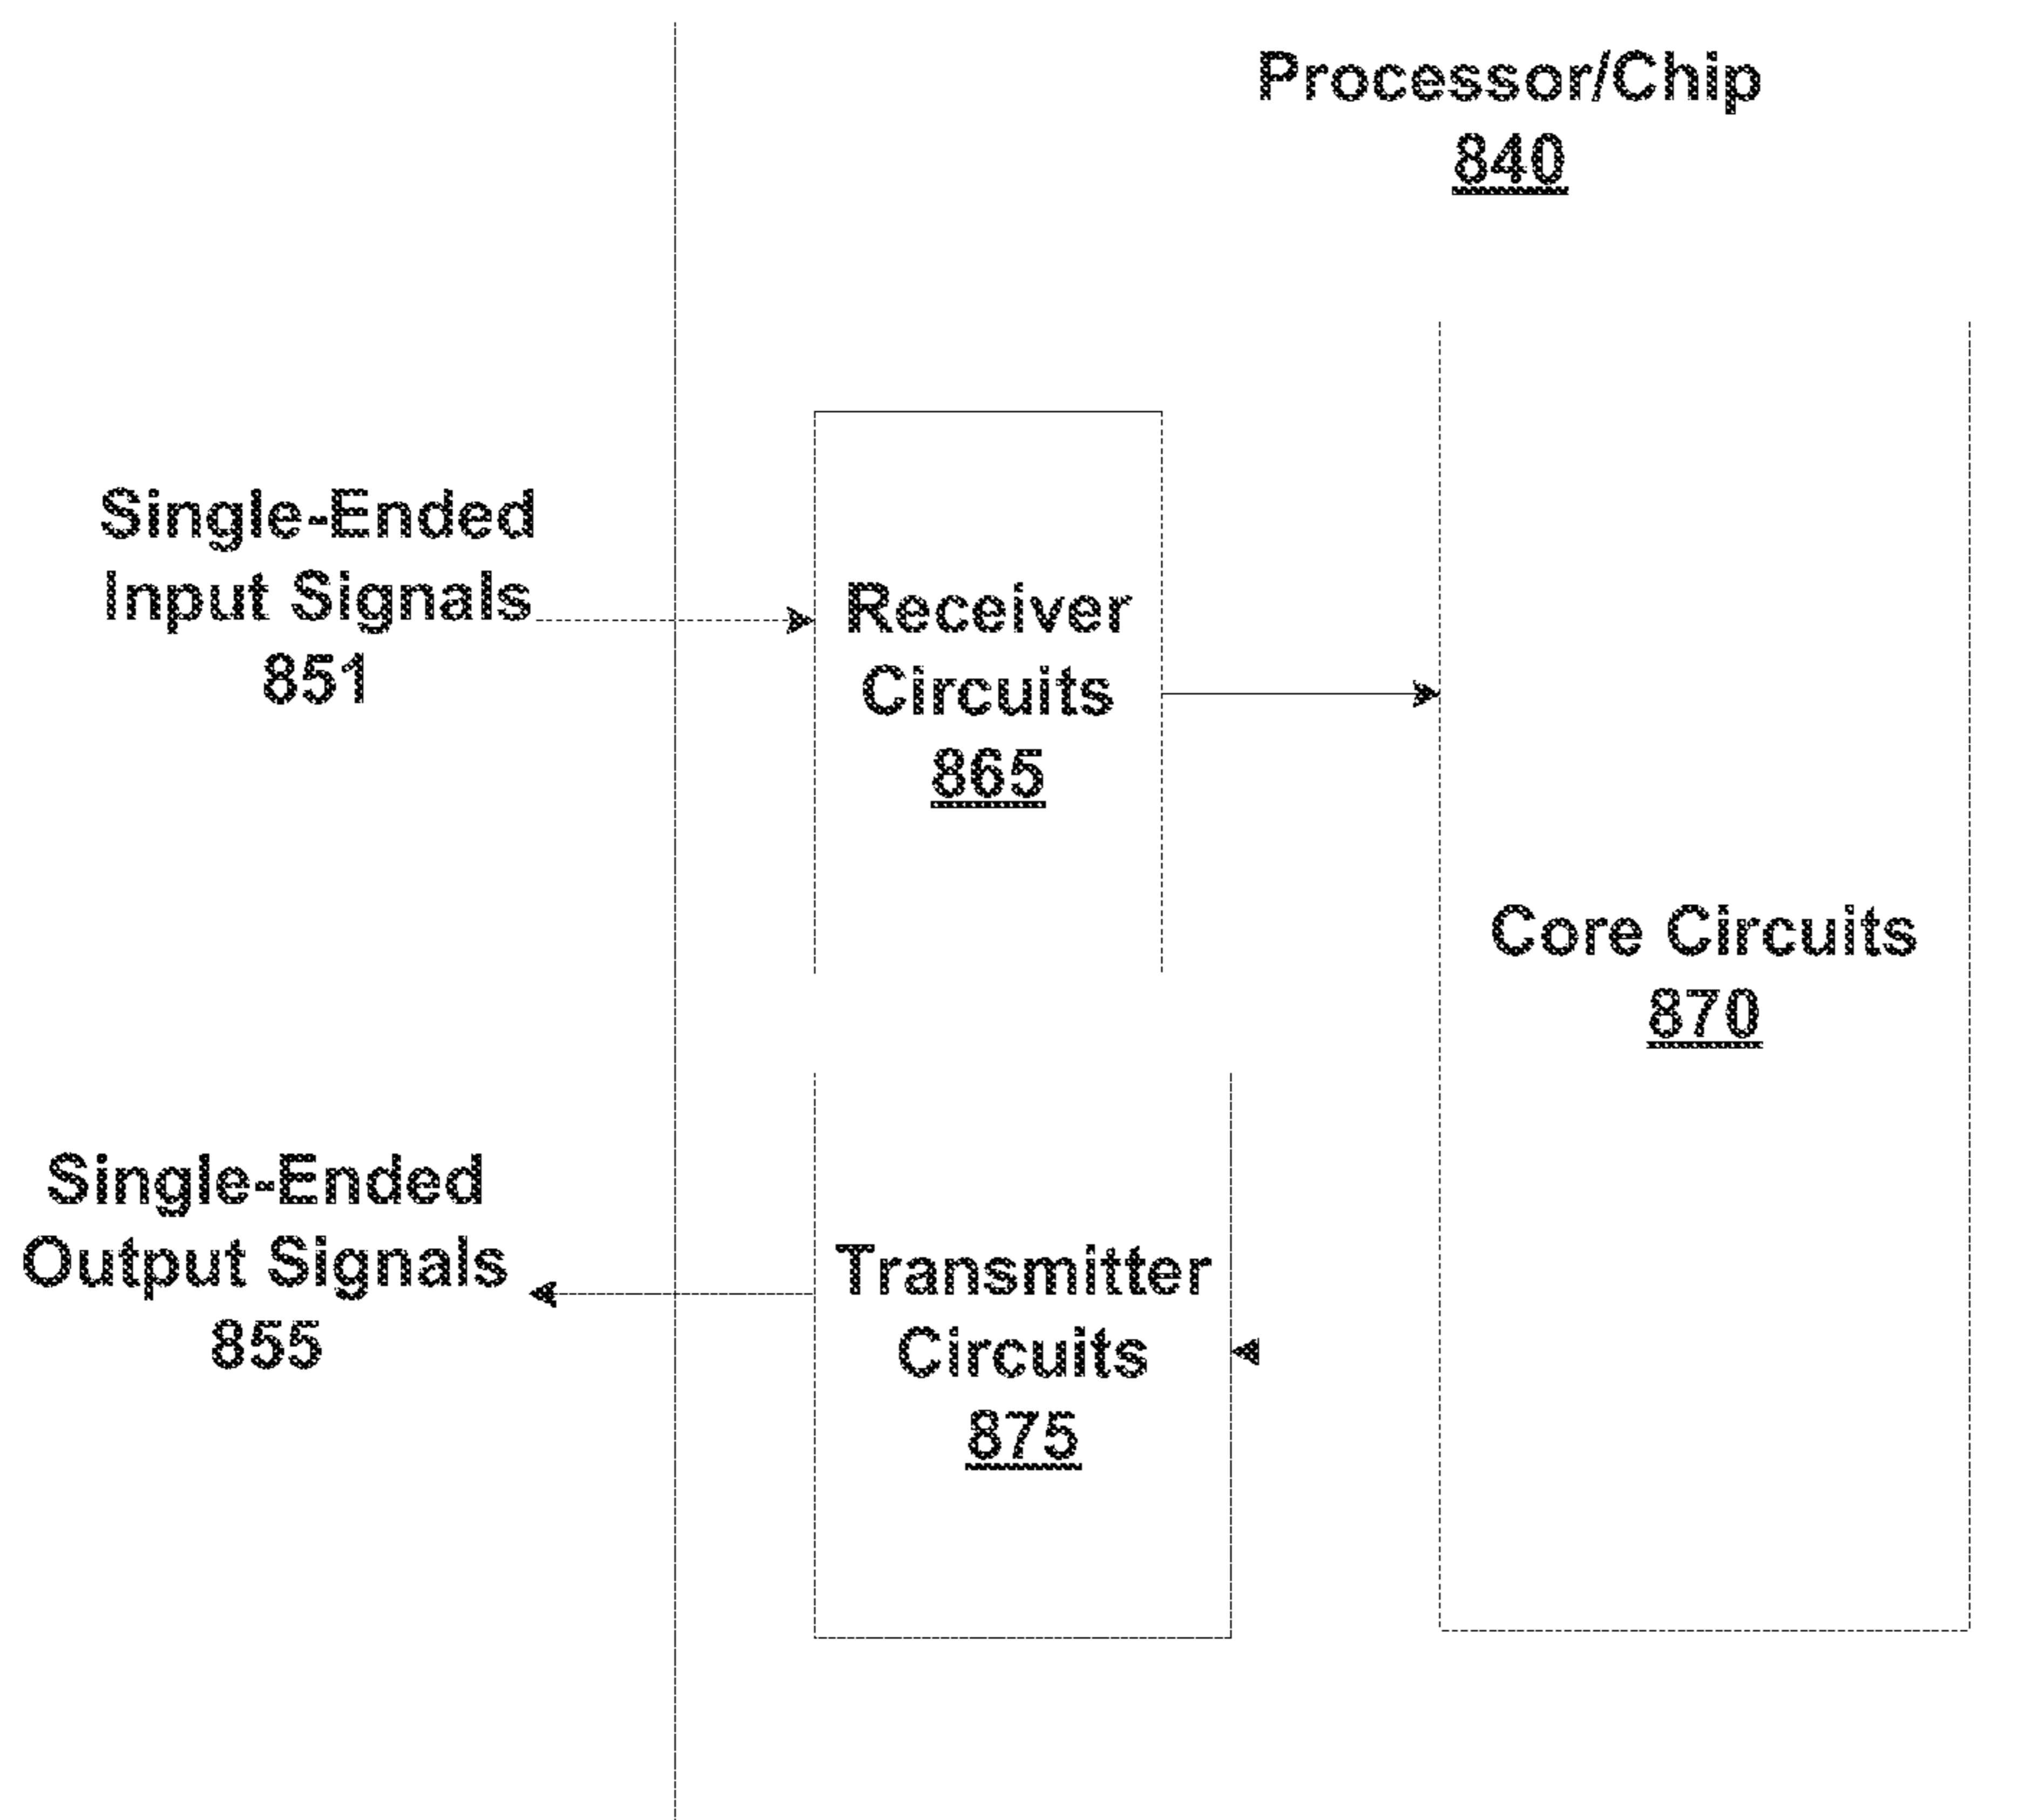 Processor/Chip
840
Single-Ended
Input Signals
851
Receiver
Circuits
865
Core Circuits
870
Single-Ended
Output Signals
855
Transmitter
Circuits
875